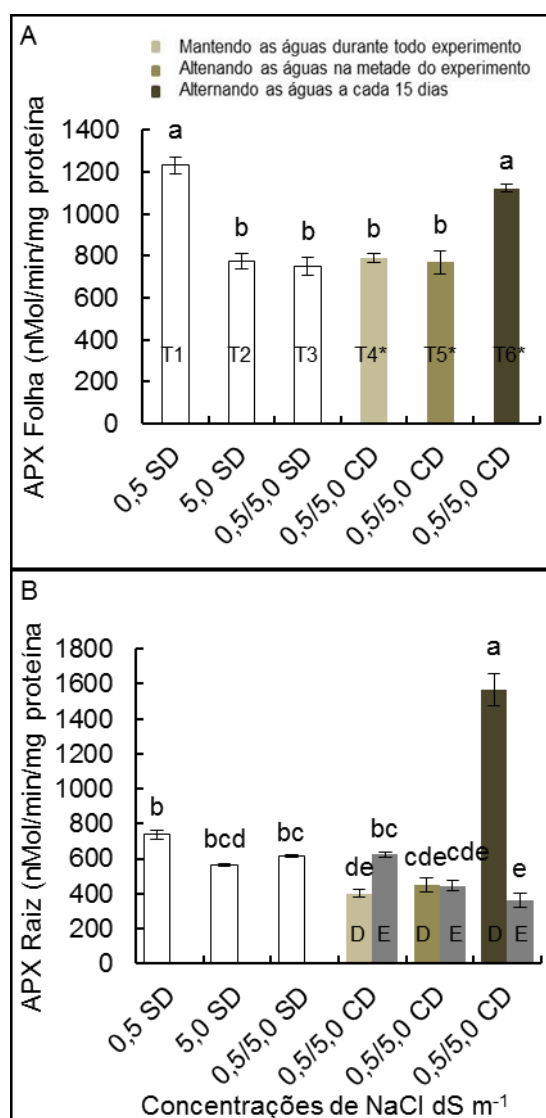 A
Mantendo as águas durante todo experimento
Altenando as águas na metade do experimento
Alternando as águas a cada 15 dias
APX Folha (nMol/min/mg proteína
1400
1200
1000
800
600
400
200
0
a
b
b
b
b
a
T1
T2
T3
T4*
T5*
T6*
0,5 SD
5,0 SD
0,5/5,0 SD
0,5/5,0 CD
0,5/5,0 CD
0,5/5,0 CD
B
APX Raiz (nMol/min/mg proteína
1800
1600
1400
1200
1000
800
600
400
200
0
b
bcd
bc
de
bc
cde
cde
a
e
D
E
D
E
D
E
0,5 SD
5,0 SD
0,5/5,0 SD
0,5/5,0 CD
0,5/5,0 CD
0,5/5,0 CD
Concentrações de NaCl dS m⁻¹